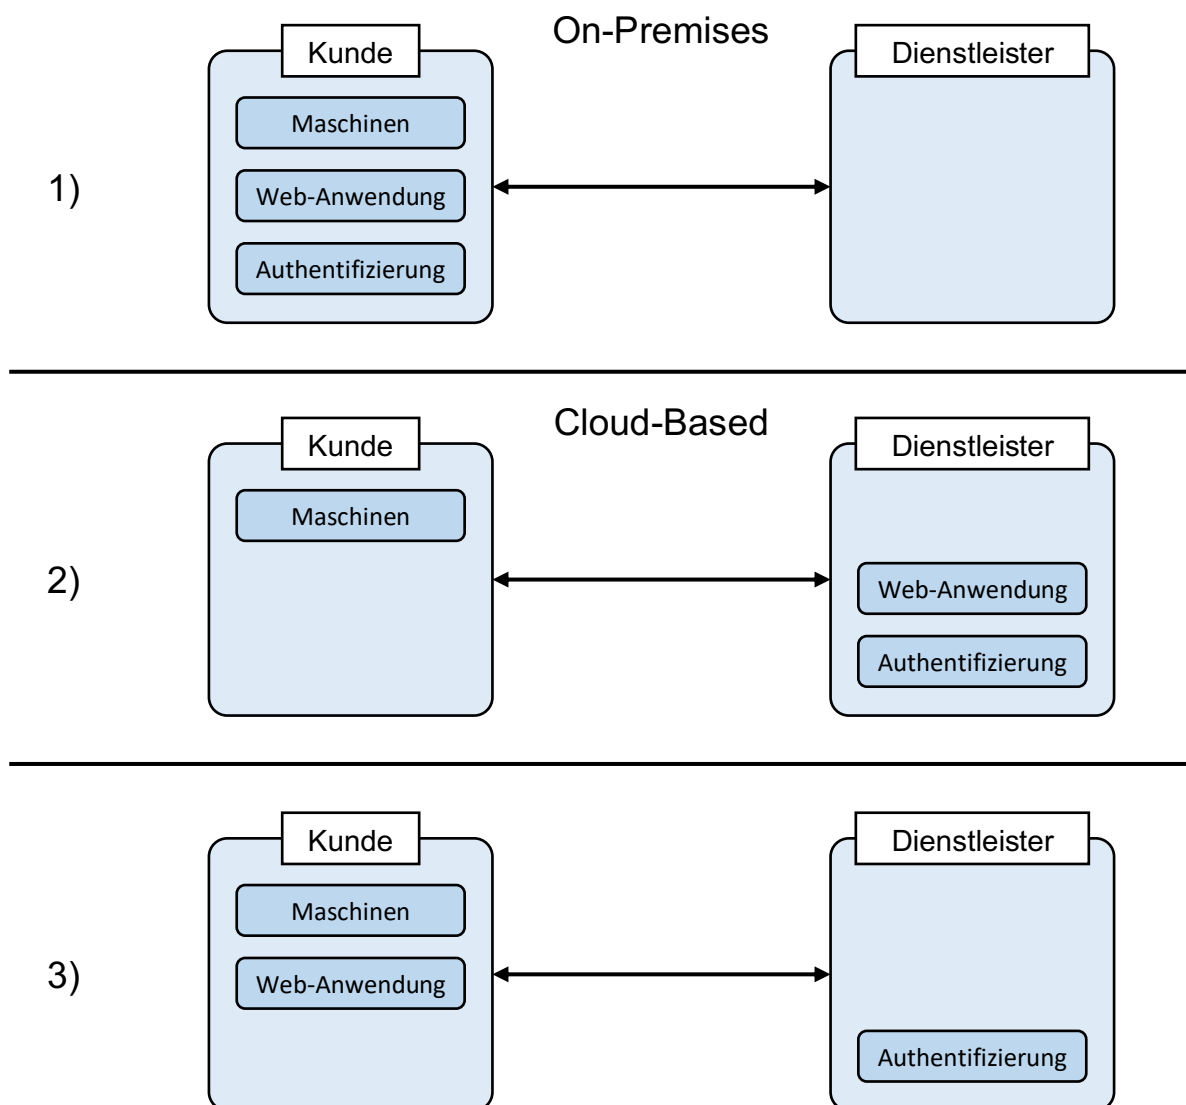 On-Premises
Kunde
Dienstleister
1)
Maschinen
Web-Anwendung
Authentifizierung
Cloud-Based
Kunde
Dienstleister
2)
Maschinen
Web-Anwendung
Authentifizierung
Kunde
Dienstleister
3)
Maschinen
Web-Anwendung
Authentifizierung